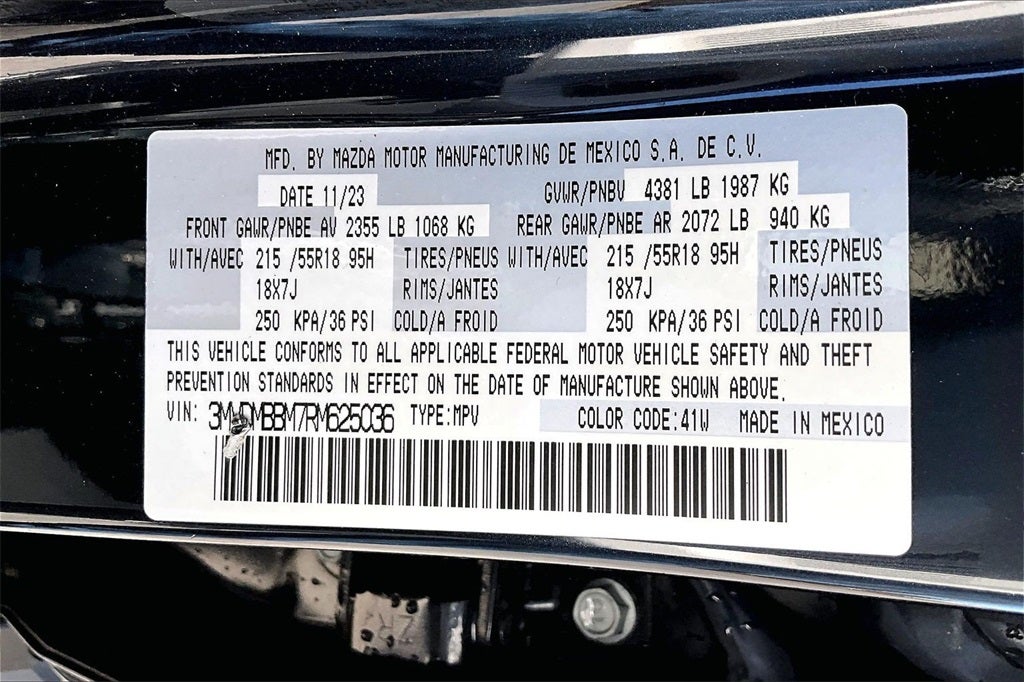 MFD. BY MAZDA MOTOR MANUFACTURING DE MEXICO S.A. DE C.V.
DATE 11/23 GVWR/PNBV 4381 LB 1987 KG
FRONT GAWR/PNBE AV 2355 LB 1068 KG REAR GAWR/PNBE AR 2072 LB 940 KG
WITH/AVEC 215 /55R18 95H TIRES/PNEUS WITH/AVEC 215 /55R18 95H TIRES/PNEUS
18X7J RIMS/JANTES 18X7J RIMS/JANTES
250 KPA/36 PSI COLD/A FROID 250 KPA/36 PSI COLD/A FROID
THIS VEHICLE CONFORMS TO ALL APPLICABLE FEDERAL MOTOR VEHICLE SAFETY AND THEFT
PREVENTION STANDARDS IN EFFECT ON THE DATE OF MANUFACTURE SHOWN ABOVE.
VIN: 3MVDMBBM7RM625036 TYPE:MPV COLOR CODE:41W MADE IN MEXICO